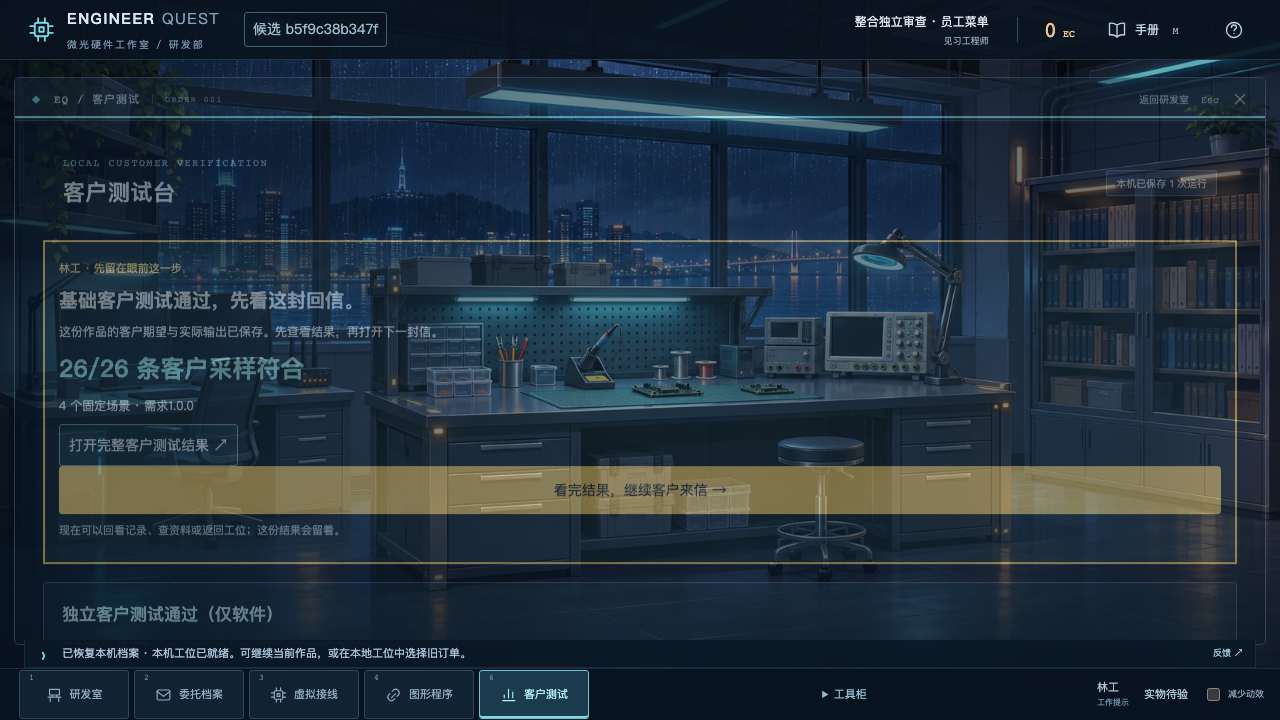 ENGINEER QUEST
微光硬件工作室 / 研发部
候选 b5f9c38b347f
整合独立审查 · 员工菜单
见习工程师
0 EC
手册 M
EQ / 客户测试 ORDER 001
返回研发室 Esc
LOCAL CUSTOMER VERIFICATION
客户测试台
本机已保存 1 次运行
林工 · 先留在眼前这一步
基础客户测试通过，先看这封回信。
这份作品的客户期望与实际输出已保存。先查看结果，再打开下一封信。
26/26 条客户采样符合
4 个固定场景 · 需求1.0.0
打开完整客户测试结果 ↗
看完结果，继续客户来信 →
现在可以回看记录、查资料或返回工位；这份结果会留着。
独立客户测试通过（仅软件）
已恢复本机档案 · 本机工位已就绪。可继续当前作品，或在本地工位中选择旧订单。
反馈 ↗
1 研发室
2 委托档案
3 虚拟接线
4 图形程序
6 客户测试
工具柜
林工
工作提示
实物待验
减少动效